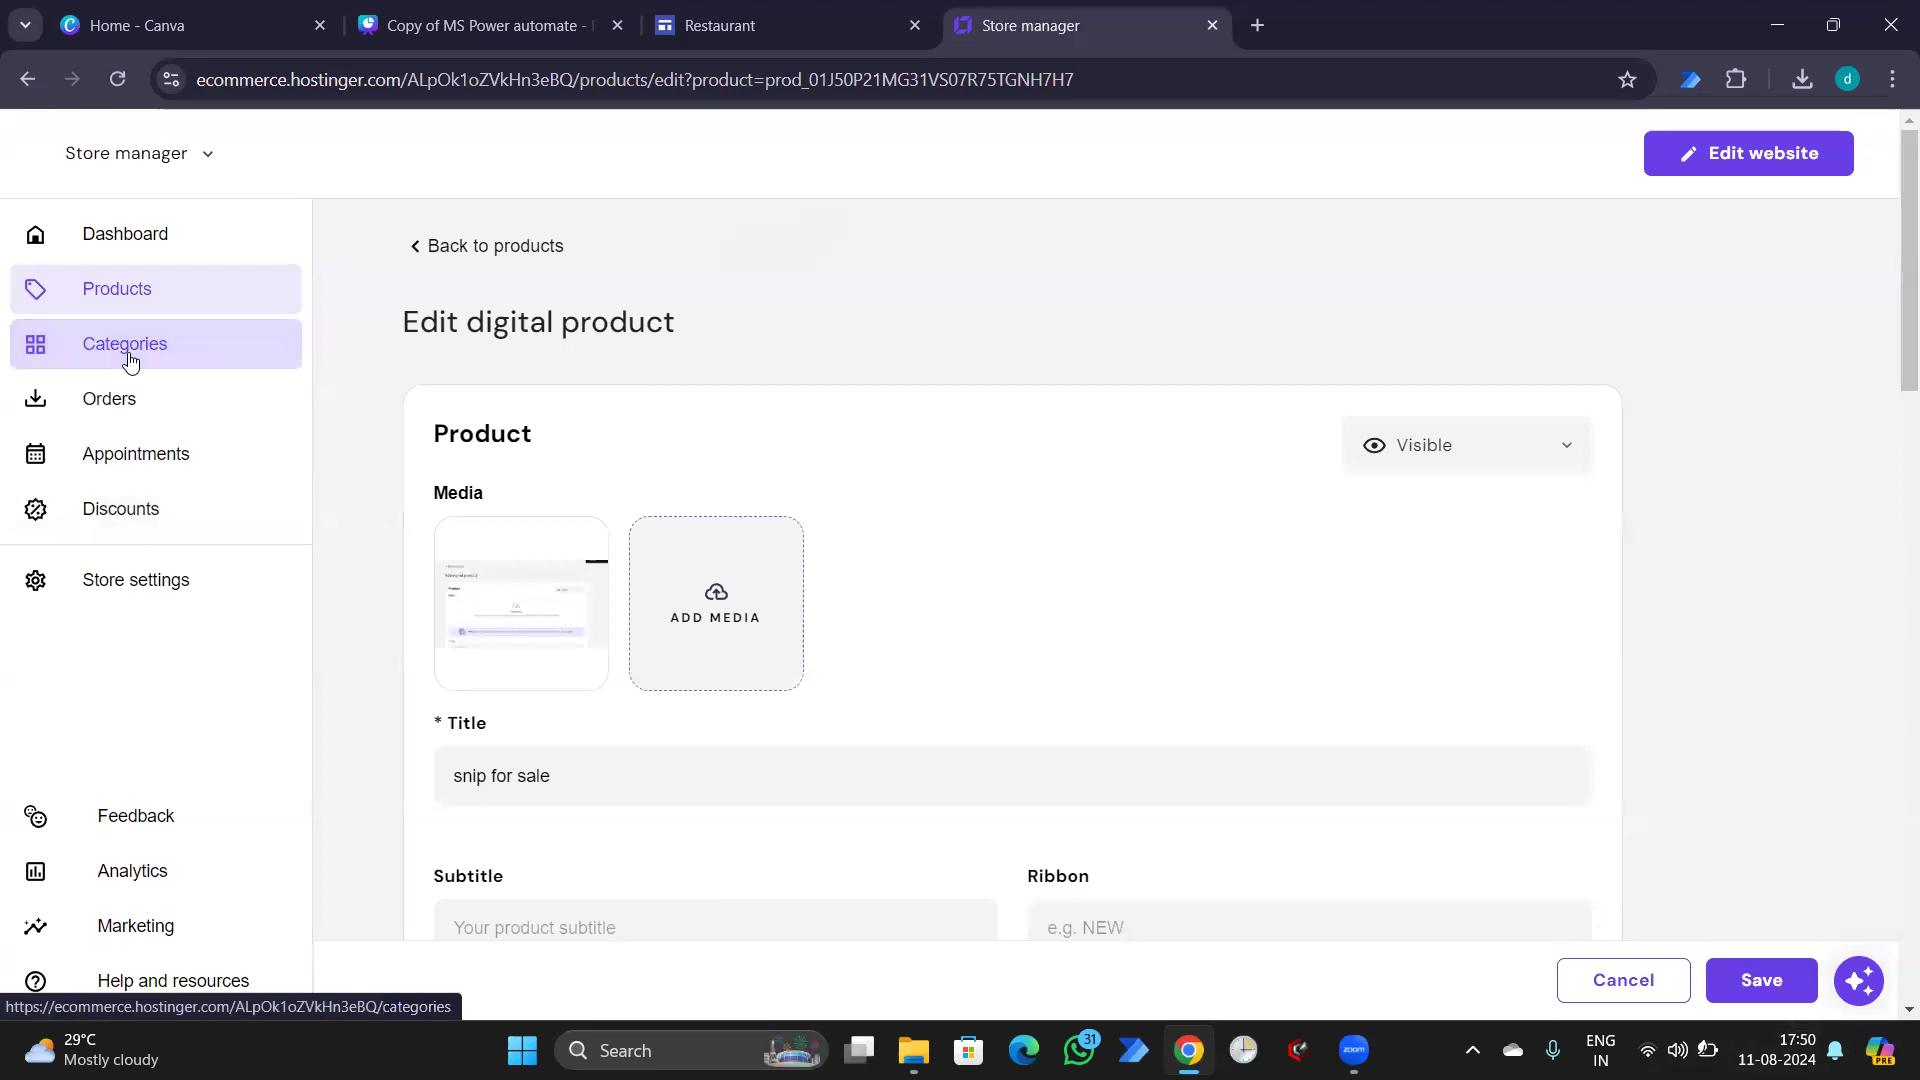 Home - Canva
Copy of MS Power automate -
Restaurant
Store manager
ecommerce.hostinger.com/ALpOk1oZVkHn3eBQ/products/edit?product=prod_01J50P21MG31VS07R75TGNH7H7
d
Store manager
Edit website
Dashboard
Products
Categories
Orders
Appointments
Discounts
Store settings
Feedback
Analytics
Marketing
Help and resources
Back to products
Edit digital product
Product
Visible
Media
ADD MEDIA
* Title
snip for sale
Subtitle
Ribbon
Your product subtitle
e.g. NEW
Cancel
Save
https://ecommerce.hostinger.com/ALpOk1oZVkHn3eBQ/categories
29°C
Mostly cloudy
Search
31
zoom
ENG
IN
17:50
11-08-2024
PRE